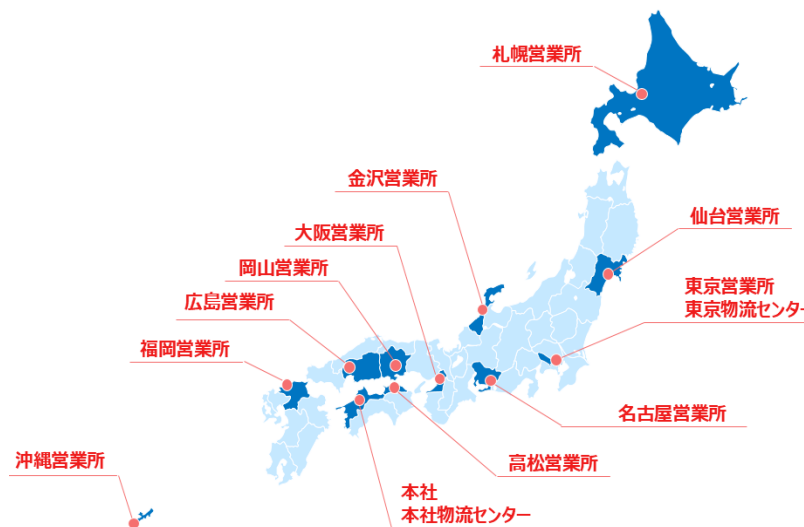 札幌営業所
金沢営業所
仙台営業所
大阪営業所
岡山営業所
東京営業所
東京物流センター
広島営業所
福岡営業所
名古屋営業所
沖縄営業所
高松営業所
本社
本社物流センター